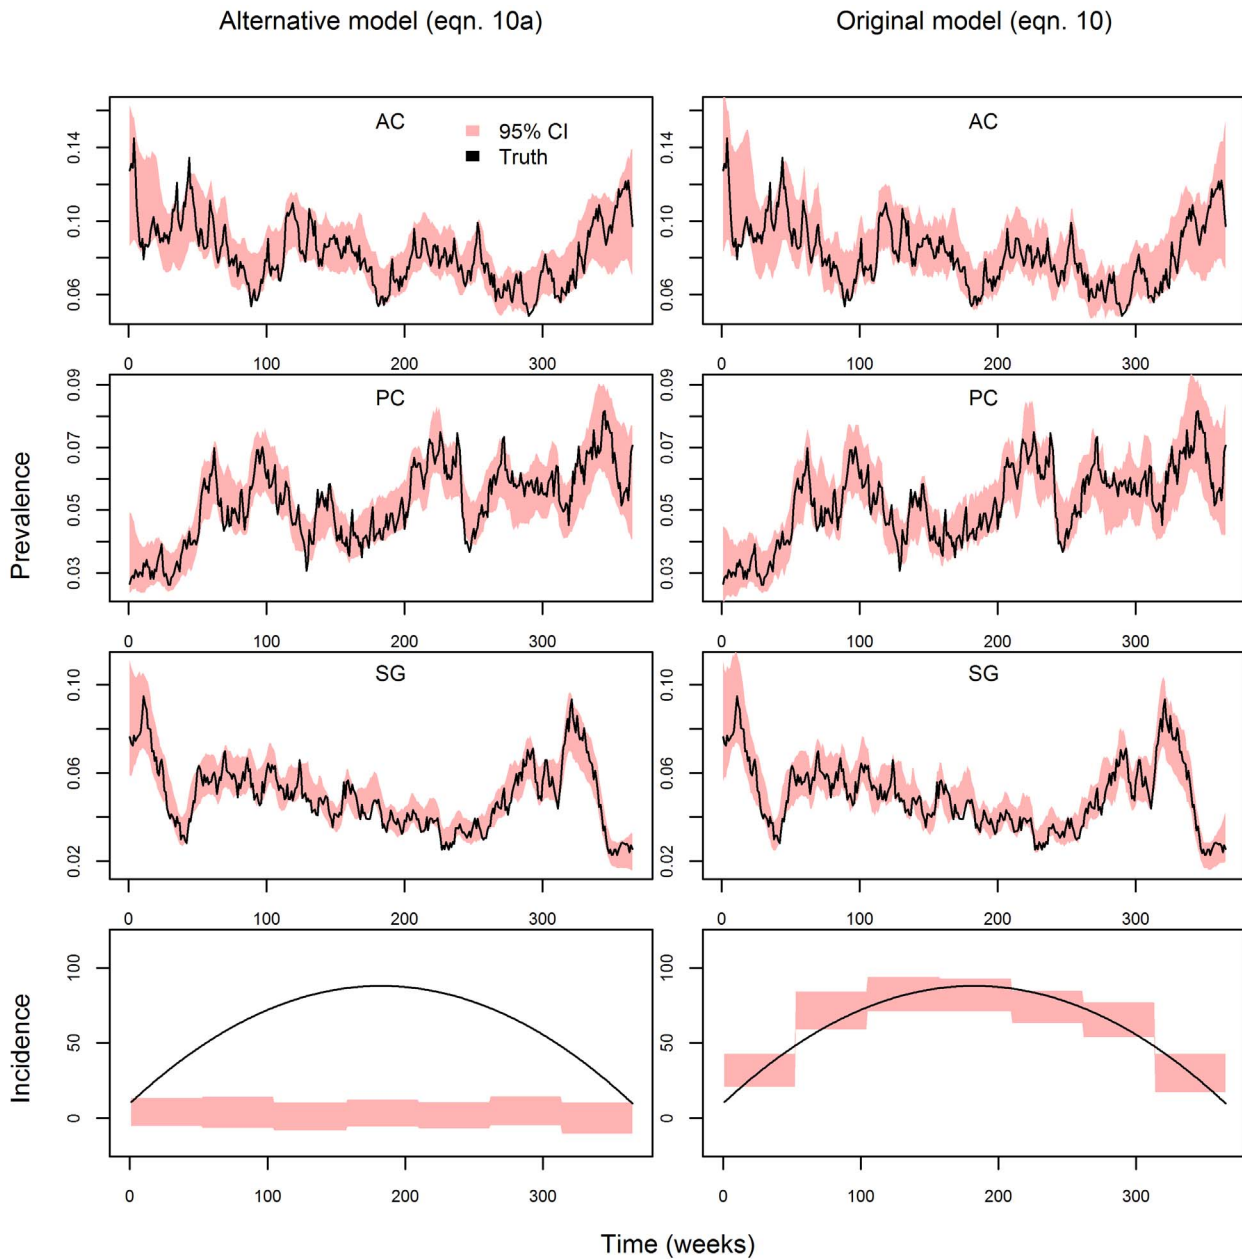 Alternative model (eqn. 10a) Original model (eqn. 10)
AC
95% CI
Truth
0.06 0.10 0.14
0 100 200 300
AC
0.06 0.10 0.14
0 100 200 300
PC
0.03 0.05 0.07 0.09
0 100 200 300
PC
0.03 0.05 0.07 0.09
0 100 200 300
Prevalence
SG
0.02 0.06 0.10
0 100 200 300
SG
0.02 0.06 0.10
0 100 200 300
Incidence
0 50 100
0 100 200 300
0 50 100
0 100 200 300
Time (weeks)